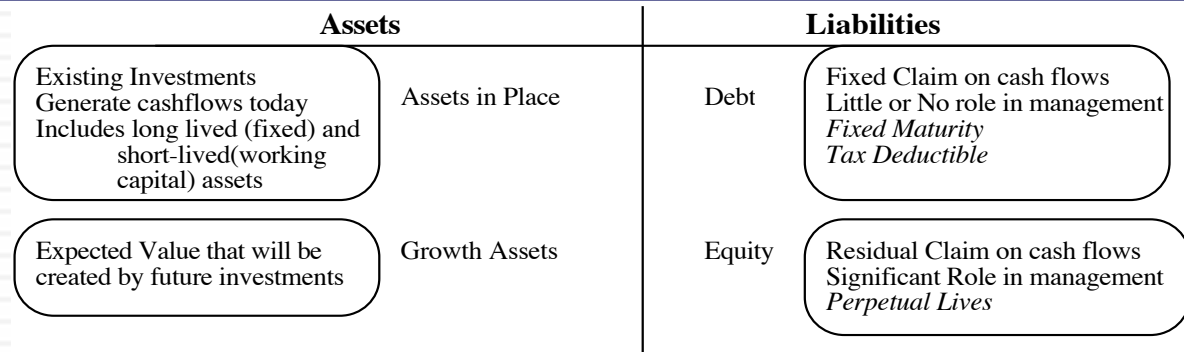 Assets
Liabilities
Existing Investments
Generate cashflows today
Includes long lived (fixed) and
short-lived(working
capital) assets
Assets in Place
Debt
Fixed Claim on cash flows
Little or No role in management
Fixed Maturity
Tax Deductible
Expected Value that will be
created by future investments
Growth Assets
Equity
Residual Claim on cash flows
Significant Role in management
Perpetual Lives